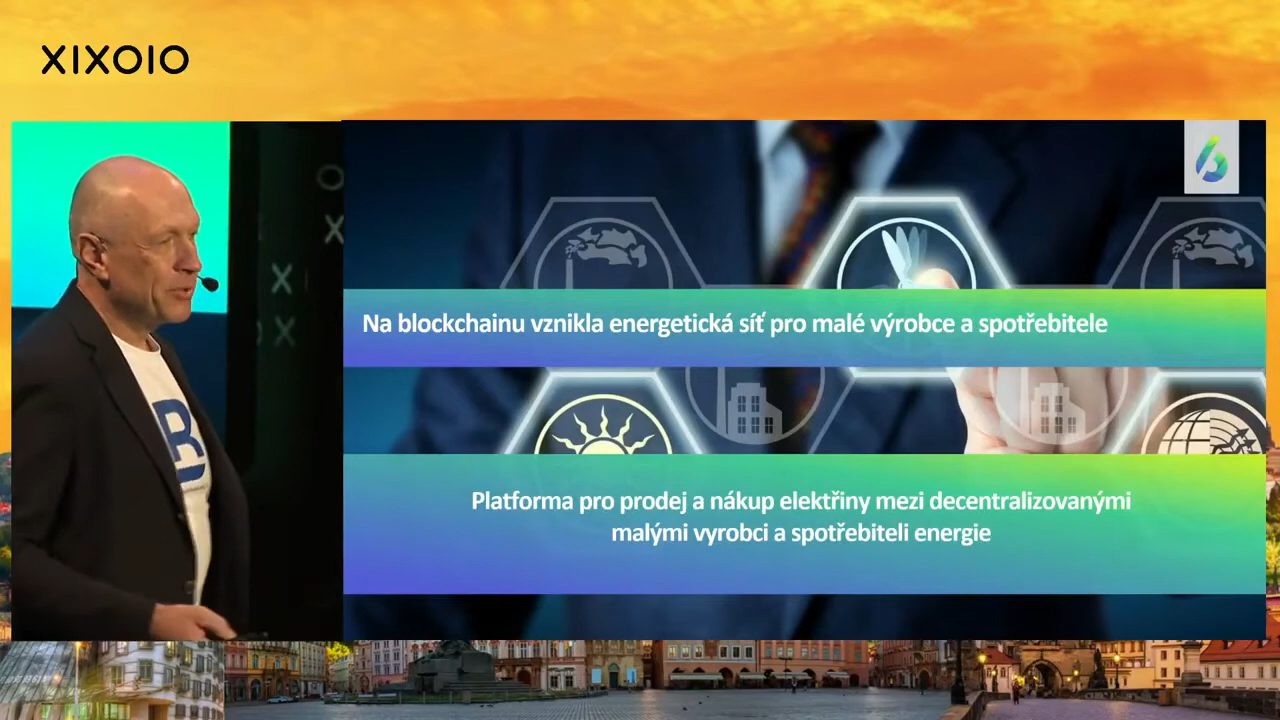 XIXOIO
O
X
X
X
B
Na blockchainu vznikla energetická síť pro malé výrobce a spotřebitele
Platforma pro prodej a nákup elektřiny mezi decentralizovanými
malými vyrobci a spotřebiteli energie